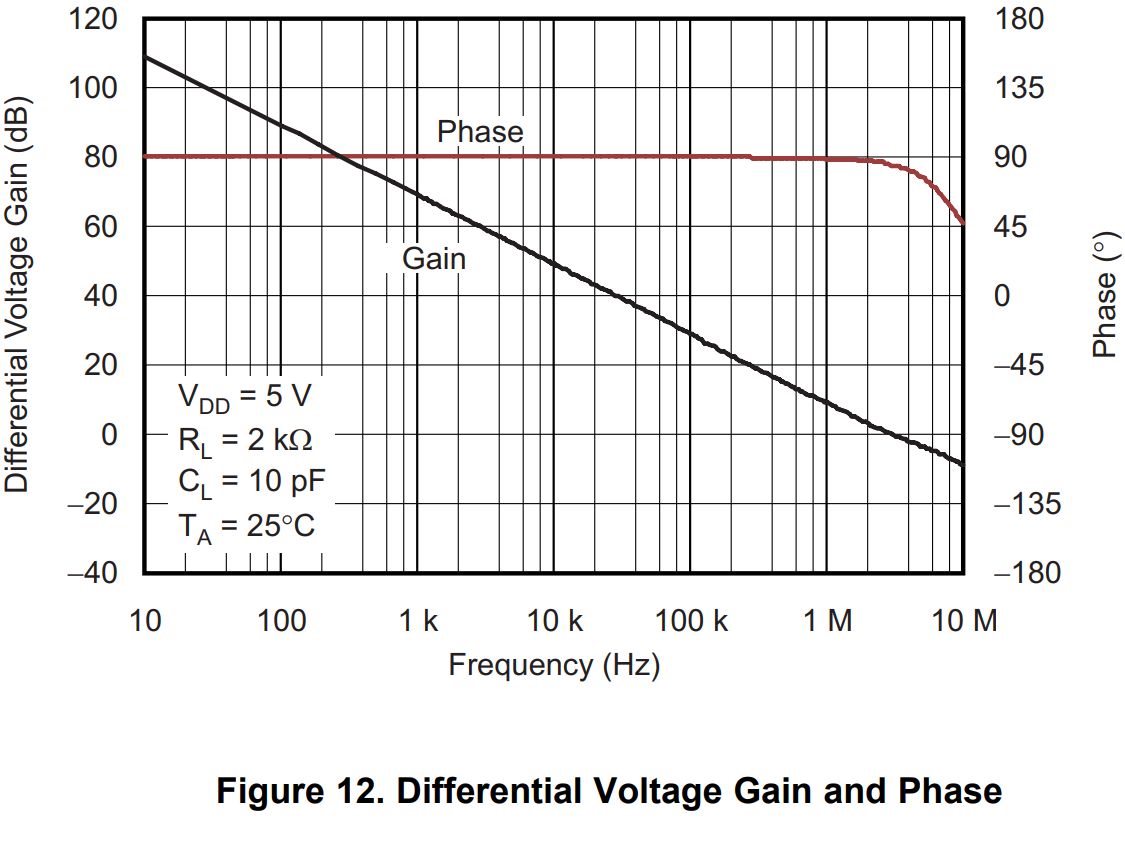 120
100
80
60
40
20
0
–20
–40
180
135
90
45
0
–45
–90
–135
–180
Differential Voltage Gain (dB)
Phase (°)
Phase
Gain
VDD = 5 V
RL = 2 kΩ
CL = 10 pF
TA = 25°C
10 100 1 k 10 k 100 k 1 M 10 M
Frequency (Hz)
Figure 12. Differential Voltage Gain and Phase